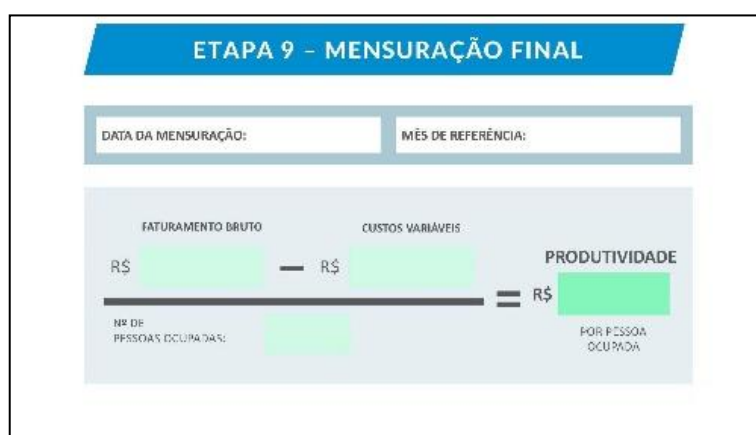 ETAPA 9 – MENSURAÇÃO FINAL
DATA DA MENSURAÇÃO:
MÊS DE REFERÊNCIA:
FATURAMENTO BRUTO
CUSTOS VARIÁVEIS
R$ — R$
PRODUTIVIDADE
= R$
Nº DE
PESSOAS OCUPADAS:
POR PESSOA
OCUPADA